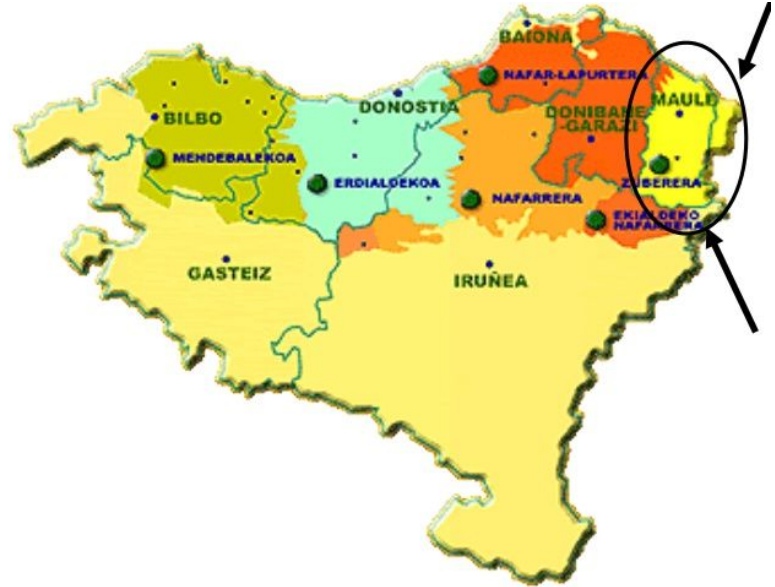 BAIONA
NAFAR-LAPURTERA
DONOSTIA
DONIBANE
-GARAZI
MAULE
BILBO
MENDEBALEKOA
ERDIALDEKOA
ZUBERERA
NAFARRERA
EKIALDEKO
NAFARRERA
GASTEIZ
IRUÑEA